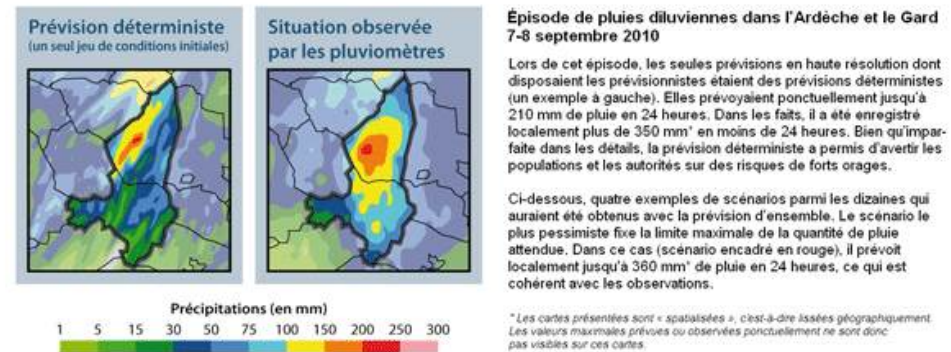 Prévision déterministe
(un seul jeu de conditions initiales)
Situation observée
par les pluviomètres
Précipitations (en mm)
1 5 15 30 50 75 100 150 200 250 300
Épisode de pluies diluviennes dans l'Ardèche et le Gard
7-8 septembre 2010
Lors de cet épisode, les seules prévisions en haute résolution dont
disposaient les prévisionnistes étaient des prévisions déterministes
(un exemple à gauche). Elles prévoyaient ponctuellement jusqu'à
210 mm de pluie en 24 heures. Dans les faits, il a été enregistré
localement plus de 350 mm* en moins de 24 heures. Bien qu'impar-
faite dans les détails, la prévision déterministe a permis d'avertir les
populations et les autorités sur des risques de forts orages.
Ci-dessous, quatre exemples de scénarios parmi les dizaines qui
auraient été obtenus avec la prévision d'ensemble. Le scénario le
plus pessimiste fixe la limite maximale de la quantité de pluie
attendue. Dans ce cas (scénario encadré en rouge), il prévoit
localement jusqu'à 360 mm* de pluie en 24 heures, ce qui est
cohérent avec les observations.
* Les cartes présentées sont « spatialisées », c'est-à-dire lissées géographiquement.
Les valeurs maximales prévues ou observées ponctuellement ne sont donc
pas visibles sur ces cartes.